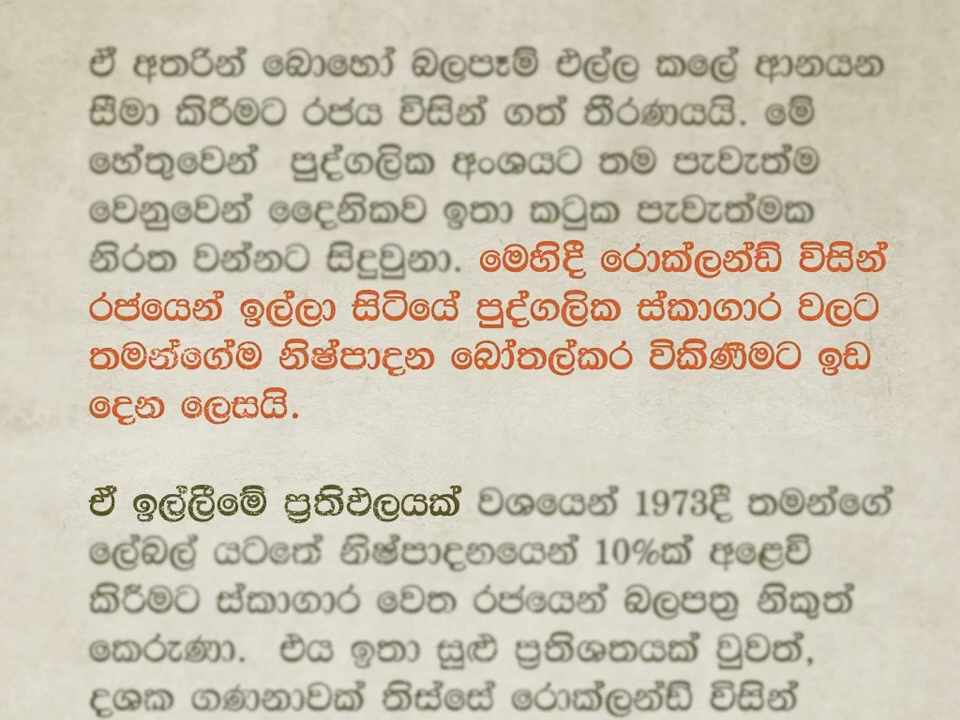 ඒ අතරින් බොහෝ බලපෑම් එල්ල කලේ ආනයන
සීමා කිරීමට රජය විසින් ගත් තීරණයයි. මේ
හේතුවෙන් පුද්ගලික අංශයට තම පැවැත්ම
වෙනුවෙන් දෛනිකව ඉතා කටුක පැවැත්මක
නිරත වන්නට සිදුවුනා. මෙහිදී රොක්ලන්ඩ් විසින්
රජයෙන් ඉල්ලා සිටියේ පුද්ගලික ස්කාගාර වලට
තමන්ගේම නිෂ්පාදන බෝතල්කර විකිණීමට ඉඩ
දෙන ලෙසයි.
ඒ ඉල්ලීමේ ප්‍රතිඵලයක් වශයෙන් 1973දී තමන්ගේ
ලේබල් යටතේ නිෂ්පාදනයෙන් 10%ක් අළෙවි
කිරීමට ස්කාගාර වෙත රජයෙන් බලපත්‍ර නිකුත්
කෙරුණා. එය ඉතා සුළු ප්‍රතිශතයක් වුවත්,
දශක ගණනාවක් තිස්සේ රොක්ලන්ඩ් විසින්